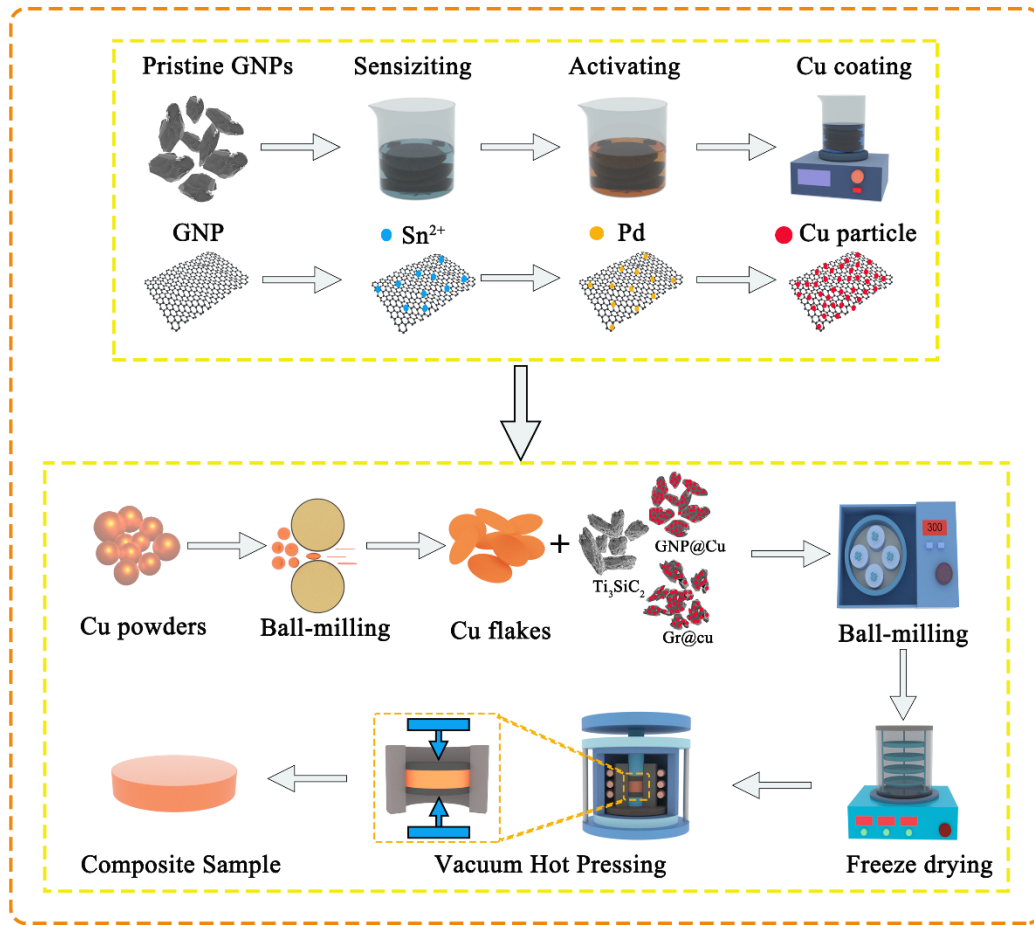 Pristine GNPs
Sensiziting
Activating
Cu coating
GNP
Sn²⁺
Pd
Cu particle
GNP@Cu
Ti₃SiC₂
Gr@cu
300
Cu powders
Ball-milling
Cu flakes
Ball-milling
Composite Sample
Vacuum Hot Pressing
Freeze drying